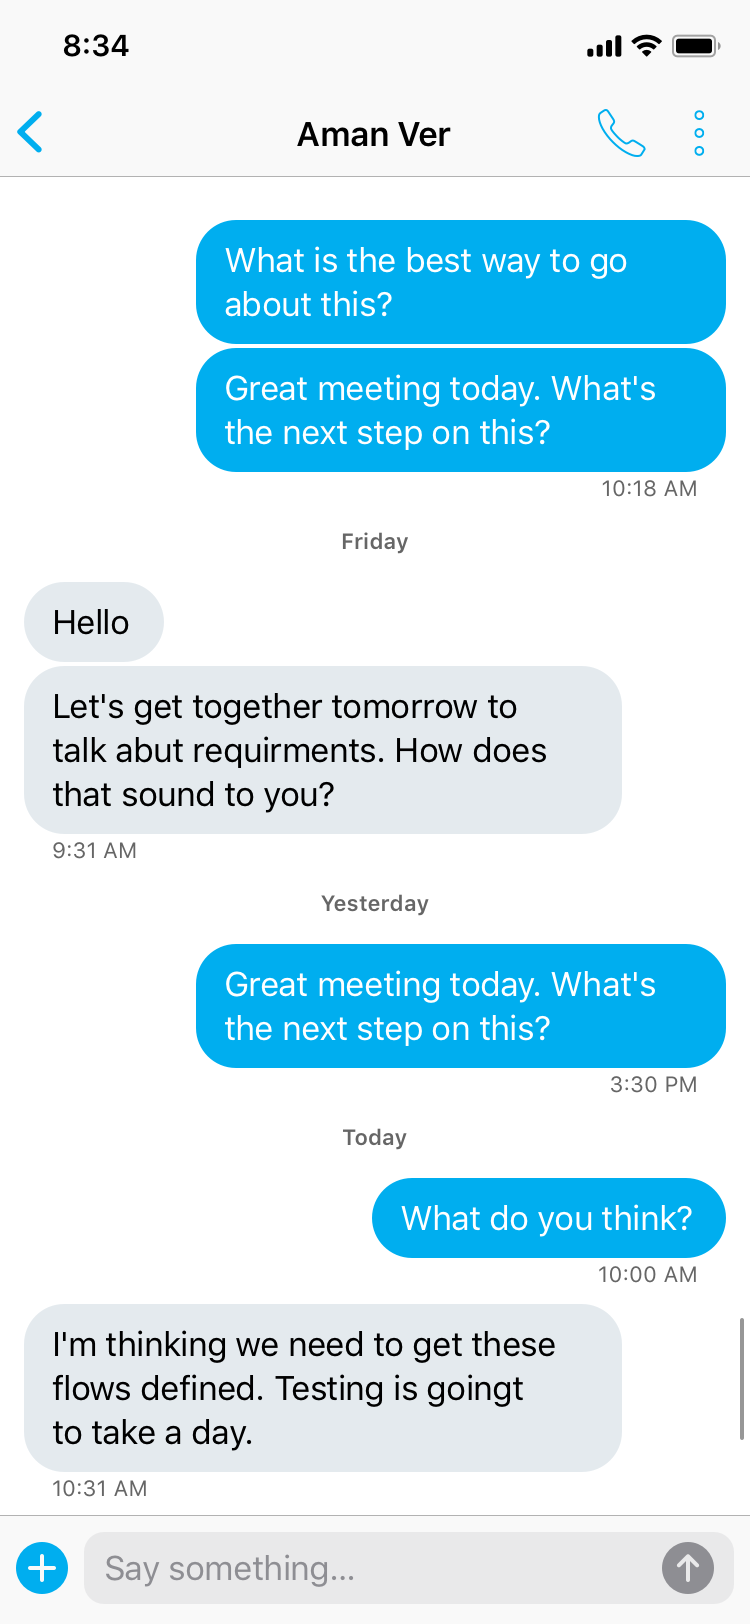 8:34
Aman Ver
What is the best way to go
about this?
Great meeting today. What's
the next step on this?
10:18 AM
Friday
Hello
Let's get together tomorrow to
talk abut requirments. How does
that sound to you?
9:31 AM
Yesterday
Great meeting today. What's
the next step on this?
3:30 PM
Today
What do you think?
10:00 AM
I'm thinking we need to get these
flows defined. Testing is goingt
to take a day.
10:31 AM
Say something...